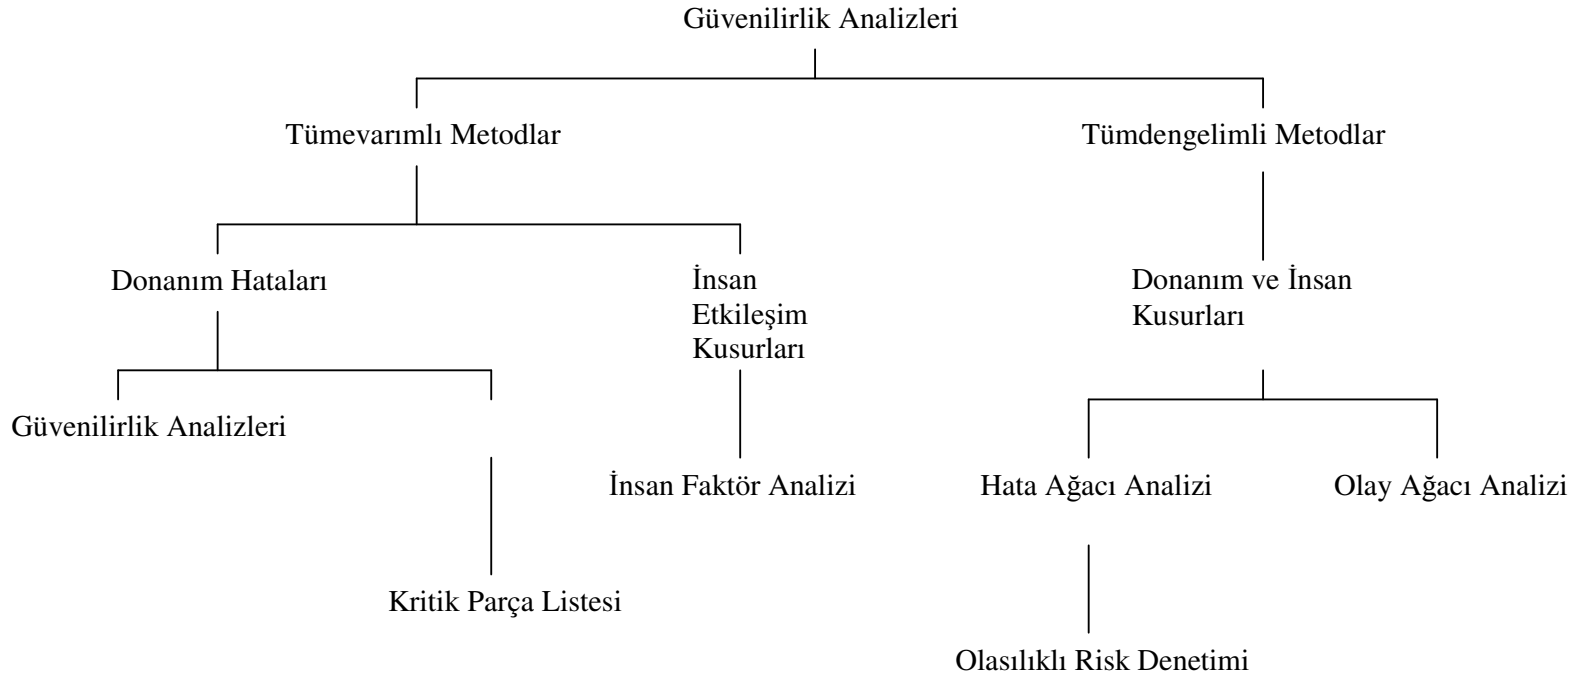 Güvenilirlik Analizleri
Tümevarımlı Metodlar
Tümdengelimli Metodlar
Donanım Hataları
İnsan
Etkileşim
Kusurları
Donanım ve İnsan
Kusurları
Güvenilirlik Analizleri
İnsan Faktör Analizi
Hata Ağacı Analizi
Olay Ağacı Analizi
Kritik Parça Listesi
Olasılıklı Risk Denetimi